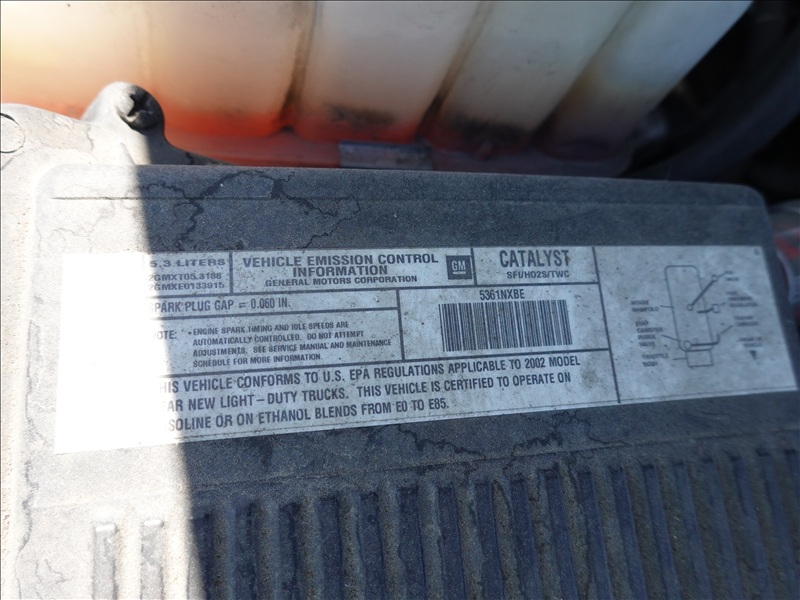 5.3 LITERS
2GMXT05.3188
2GMXE0133915
VEHICLE EMISSION CONTROL
INFORMATION
GENERAL MOTORS CORPORATION
GM
CATALYST
SFI/HO2S/TWC
SPARK PLUG GAP = 0.060 IN.
5361NXBE
NOTE: • ENGINE SPARK TIMING AND IDLE SPEEDS ARE
AUTOMATICALLY CONTROLLED. DO NOT ATTEMPT
ADJUSTMENTS. SEE SERVICE MANUAL AND MAINTENANCE
SCHEDULE FOR MORE INFORMATION.
THIS VEHICLE CONFORMS TO U.S. EPA REGULATIONS APPLICABLE TO 2002 MODEL
YEAR NEW LIGHT-DUTY TRUCKS. THIS VEHICLE IS CERTIFIED TO OPERATE ON
GASOLINE OR ON ETHANOL BLENDS FROM E0 TO E85.